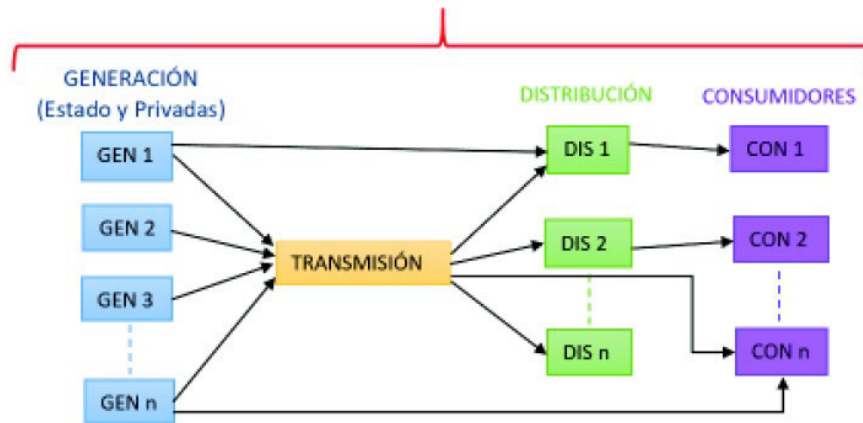 GENERACIÓN
(Estado y Privadas)
DISTRIBUCIÓN
CONSUMIDORES
GEN 1
DIS 1
CON 1
GEN 2
DIS 2
CON 2
TRANSMISIÓN
GEN 3
DIS n
CON n
GEN n